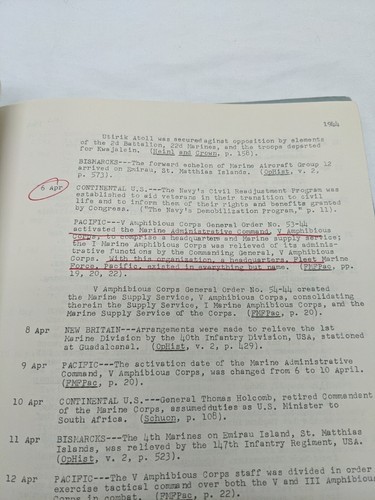 1944
Utirik Atoll was secured against opposition by elements
of the 2d Battalion, 22d Marines, and the troops departed
for Kwajalein. (Heinl and Crown, p. 158).
BISMARCKS---The forward echelon of Marine Aircraft Group 12
arrived on Emirau, St. Matthias Islands. (OpHist, v. 2,
p. 573).
6 Apr CONTINENTAL U.S.---The Navy's Civil Readjustment Program was
established to aid veterans in their transition to civil
life and to inform them of their rights and benefits granted
by Congress. ("The Navy's Demobilization Program," p. 11).
PACIFIC---V Amphibious Corps General Order No. 53-44
activated the Marine Administrative Command, V Amphibious
Corps, to comprise a headquarters and Marine supply service;
the I Marine Amphibious Corps was relieved of its adminis-
trative functions by the Commanding General, V Amphibious
Corps. With this organization, a headquarters, Fleet Marine
Force, Pacific, existed in everything but name. (FMFPac, pp.
19, 20, 22).
V Amphibious Corps General Order No. 54-44 created
the Marine Supply Service, V Amphibious Corps, consolidating
therein the Supply Service, I Marine Amphibious Corps, and the
Marine Supply Service of the Corps. (FMFPac, p. 20).
8 Apr NEW BRITAIN---Arrangements were made to relieve the 1st
Marine Division by the 40th Infantry Division, USA, stationed
at Guadalcanal. (OpHist, v. 2, p. 429).
9 Apr PACIFIC---The activation date of the Marine Administrative
Command, V Amphibious Corps, was changed from 6 to 10 April.
(FMFPac, p. 20).
10 Apr CONTINENTAL U.S.---General Thomas Holcomb, retired Commandent
of the Marine Corps, assumed duties as U.S. Minister to
South Africa. (Schuon, p. 108).
11 Apr BISMARCKS---The 4th Marines on Emirau Island, St. Matthias
Islands, was relieved by the 147th Infantry Regiment, USA.
(OpHist, v. 2, p. 523).
12 Apr PACIFIC---The V Amphibious Corps staff was divided in order
exercise tactical command over both the V and III Amphibious
Corps in combat. (FMFPac, p. 22).